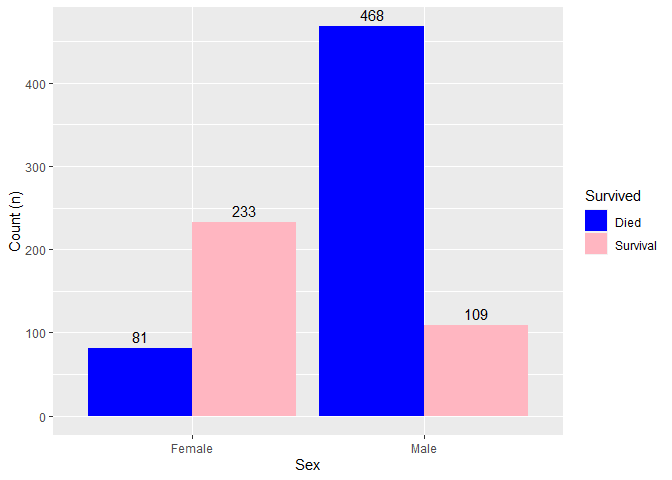 468
400
300
233
200
109
100
81
0
Count (n)
Female
Male
Sex
Survived
Died
Survival